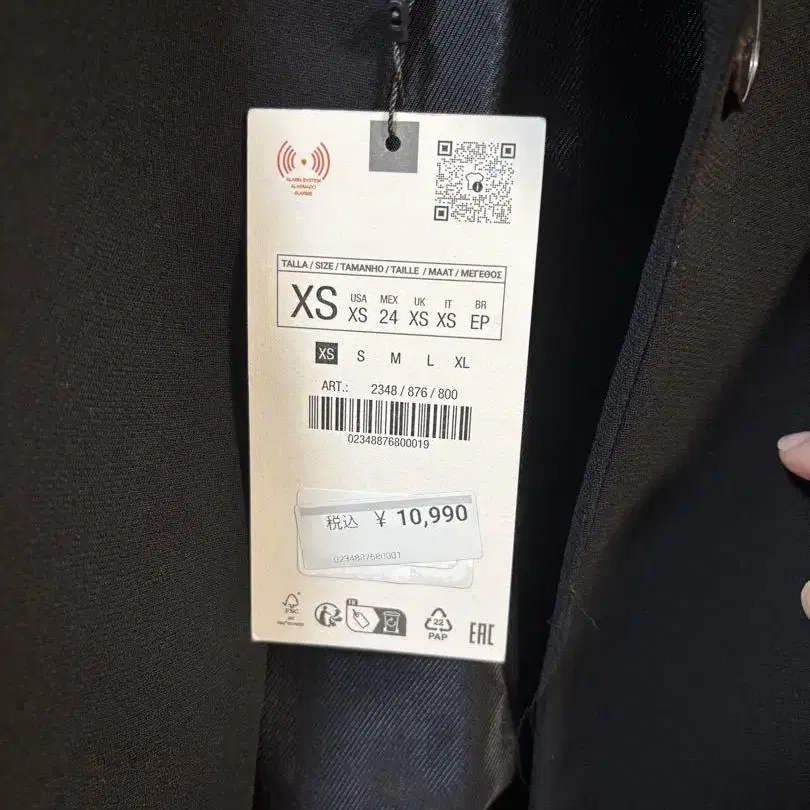 ALARM SYSTEM
ALARMADO
ALARME
TALLA / SIZE / TAMANHO / TAILLE / MAAT / ΜΕΓΕΘΟΣ
XS
USA MEX UK IT BR
XS 24 XS XS EP
XS S M L XL
ART.: 2348 / 876 / 800
02348876800019
税込 ¥ 10,990
FSC
FR
22
PAP
EAC